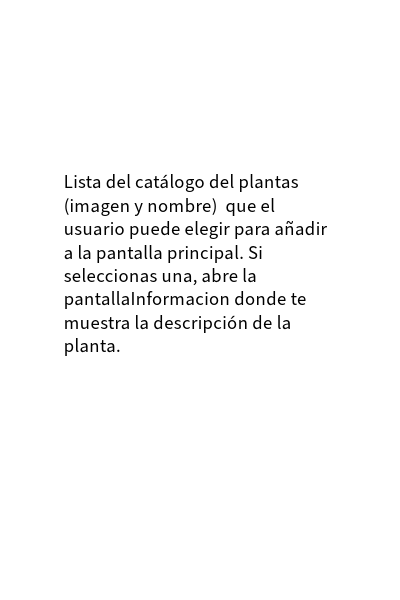 Lista del catálogo del plantas
(imagen y nombre)  que el
usuario puede elegir para añadir
a la pantalla principal. Si
seleccionas una, abre la
pantallaInformacion donde te
muestra la descripción de la
planta.